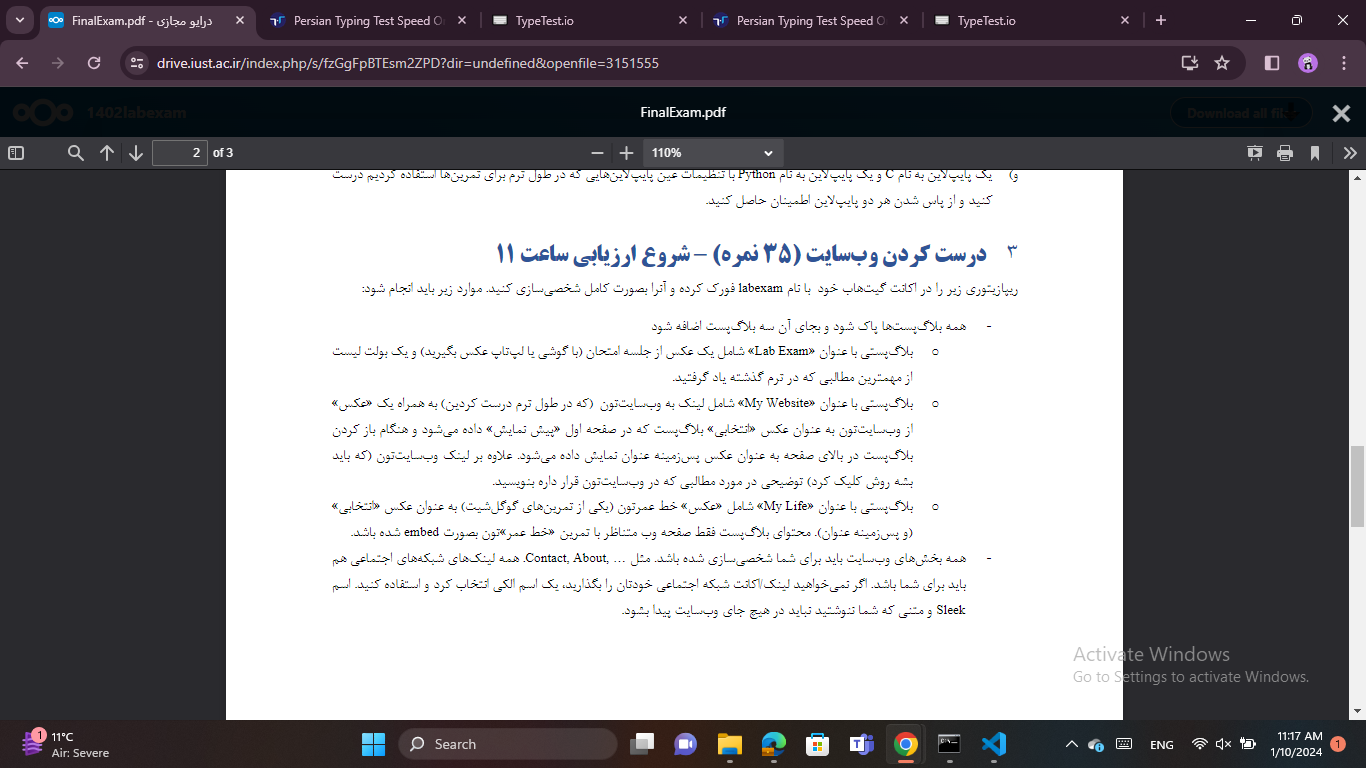 FinalExam.pdf - درایو مجازی
Persian Typing Test Speed O
TypeTest.io
Persian Typing Test Speed O
TypeTest.io
drive.iust.ac.ir/index.php/s/fzGgFpBTEsm2ZPD?dir=undefined&openfile=3151555
1402labexam
FinalExam.pdf
Download all files
2 of 3
110%
و) یک پایپ‌لاین به نام C و یک پایپ‌لاین به نام Python با تنظیمات عین پایپ‌لاین‌هایی که در طول ترم برای تمرین‌ها استفاده کردیم درست
کنید و از پاس شدن هر دو پایپ‌لاین اطمینان حاصل کنید.
۳ درست کردن وب‌سایت (۳۵ نمره) – شروع ارزیابی ساعت ۱۱
ریپازیتوری زیر را در اکانت گیت‌هاب خود با نام labexam فورک کرده و آنرا بصورت کامل شخصی‌سازی کنید. موارد زیر باید انجام شود:
- همه بلاگ‌پست‌ها پاک شود و بجای آن سه بلاگ‌پست اضافه شود
o بلاگ‌پستی با عنوان «Lab Exam» شامل یک عکس از جلسه امتحان (با گوشی یا لپ‌تاپ عکس بگیرید) و یک بولت لیست
از مهمترین مطالبی که در ترم گذشته یاد گرفتید.
o بلاگ‌پستی با عنوان «My Website» شامل لینک به وب‌سایت‌تون (که در طول ترم درست کردین) به همراه یک «عکس»
از وب‌سایت‌تون به عنوان عکس «انتخابی» بلاگ‌پست که در صفحه اول «پیش نمایش» داده می‌شود و هنگام باز کردن
بلاگ‌پست در بالای صفحه به عنوان عکس پس‌زمینه عنوان نمایش داده می‌شود. علاوه بر لینک وب‌سایت‌تون (که باید
بشه روش کلیک کرد) توضیحی در مورد مطالبی که در وب‌سایت‌تون قرار داره بنویسید.
o بلاگ‌پستی با عنوان «My Life» شامل «عکس» خط عمرتون (یکی از تمرین‌های گوگل‌شیت) به عنوان عکس «انتخابی»
(و پس‌زمینه عنوان). محتوای بلاگ‌پست فقط صفحه وب متناظر با تمرین «خط عمر»تون بصورت embed شده باشد.
- همه بخش‌های وب‌سایت باید برای شما شخصی‌سازی شده باشد. مثل Contact, About, …. همه لینک‌های شبکه‌های اجتماعی هم
باید برای شما باشد. اگر نمی‌خواهید لینک/اکانت شبکه اجتماعی خودتان را بگذارید، یک اسم الکی انتخاب کرد و استفاده کنید. اسم
Sleek و متنی که شما ننوشتید نباید در هیچ جای وب‌سایت پیدا بشود.
Activate Windows
Go to Settings to activate Windows.
1
11°C
Air: Severe
Search
ENG
11:17 AM
1/10/2024
1